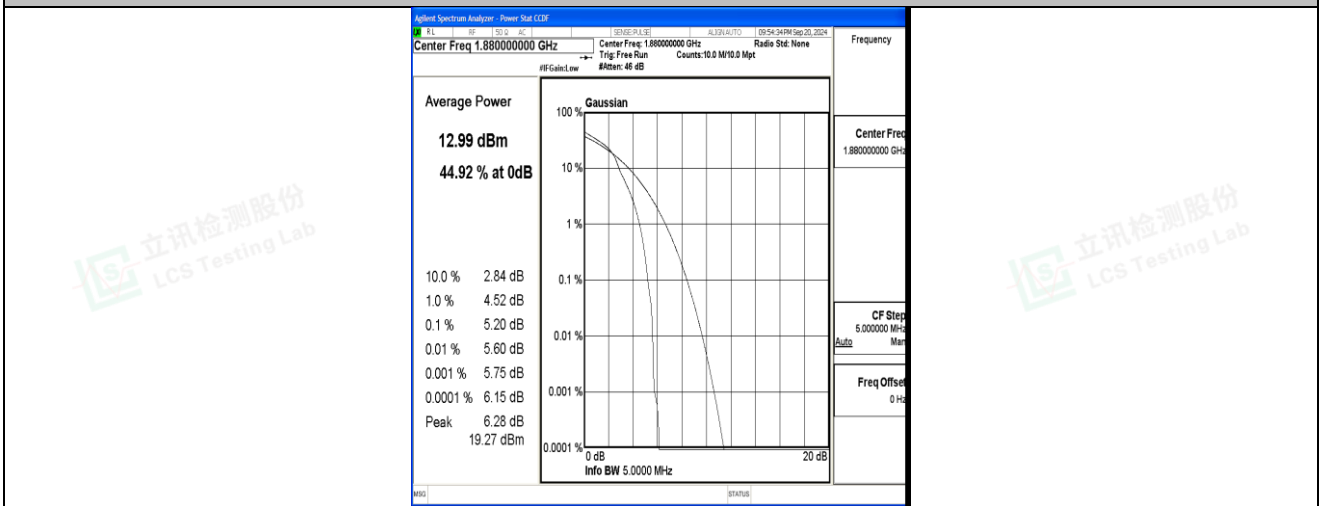 Agilent Spectrum Analyzer - Power Stat CCDF
RL RF 50 Ω AC SENSE:PULSE ALIGNAUTO 09:54:34 PM Sep 20, 2024
Center Freq 1.880000000 GHz
Center Freq: 1.880000000 GHz Radio Std: None
Trig: Free Run Counts:10.0 M/10.0 Mpt
#IFGain:Low #Atten: 46 dB
Frequency
Average Power
12.99 dBm
44.92 % at 0dB
10.0 % 2.84 dB
1.0 % 4.52 dB
0.1 % 5.20 dB
0.01 % 5.60 dB
0.001 % 5.75 dB
0.0001 % 6.15 dB
Peak 6.28 dB
19.27 dBm
Gaussian
100 %
10 %
1 %
0.1 %
0.01 %
0.001 %
0.0001 %
0 dB 20 dB
Info BW 5.0000 MHz
Center Freq
1.880000000 GHz
CF Step
5.000000 MHz
Auto Man
Freq Offset
0 Hz
MSG STATUS
立讯检测股份
LCS Testing Lab
立讯检测股份
LCS Testing Lab